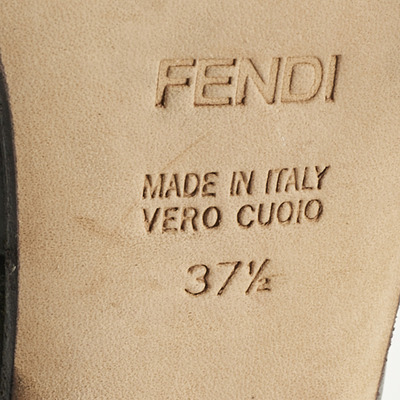 FENDI
MADE IN ITALY
VERO CUOIO
37½